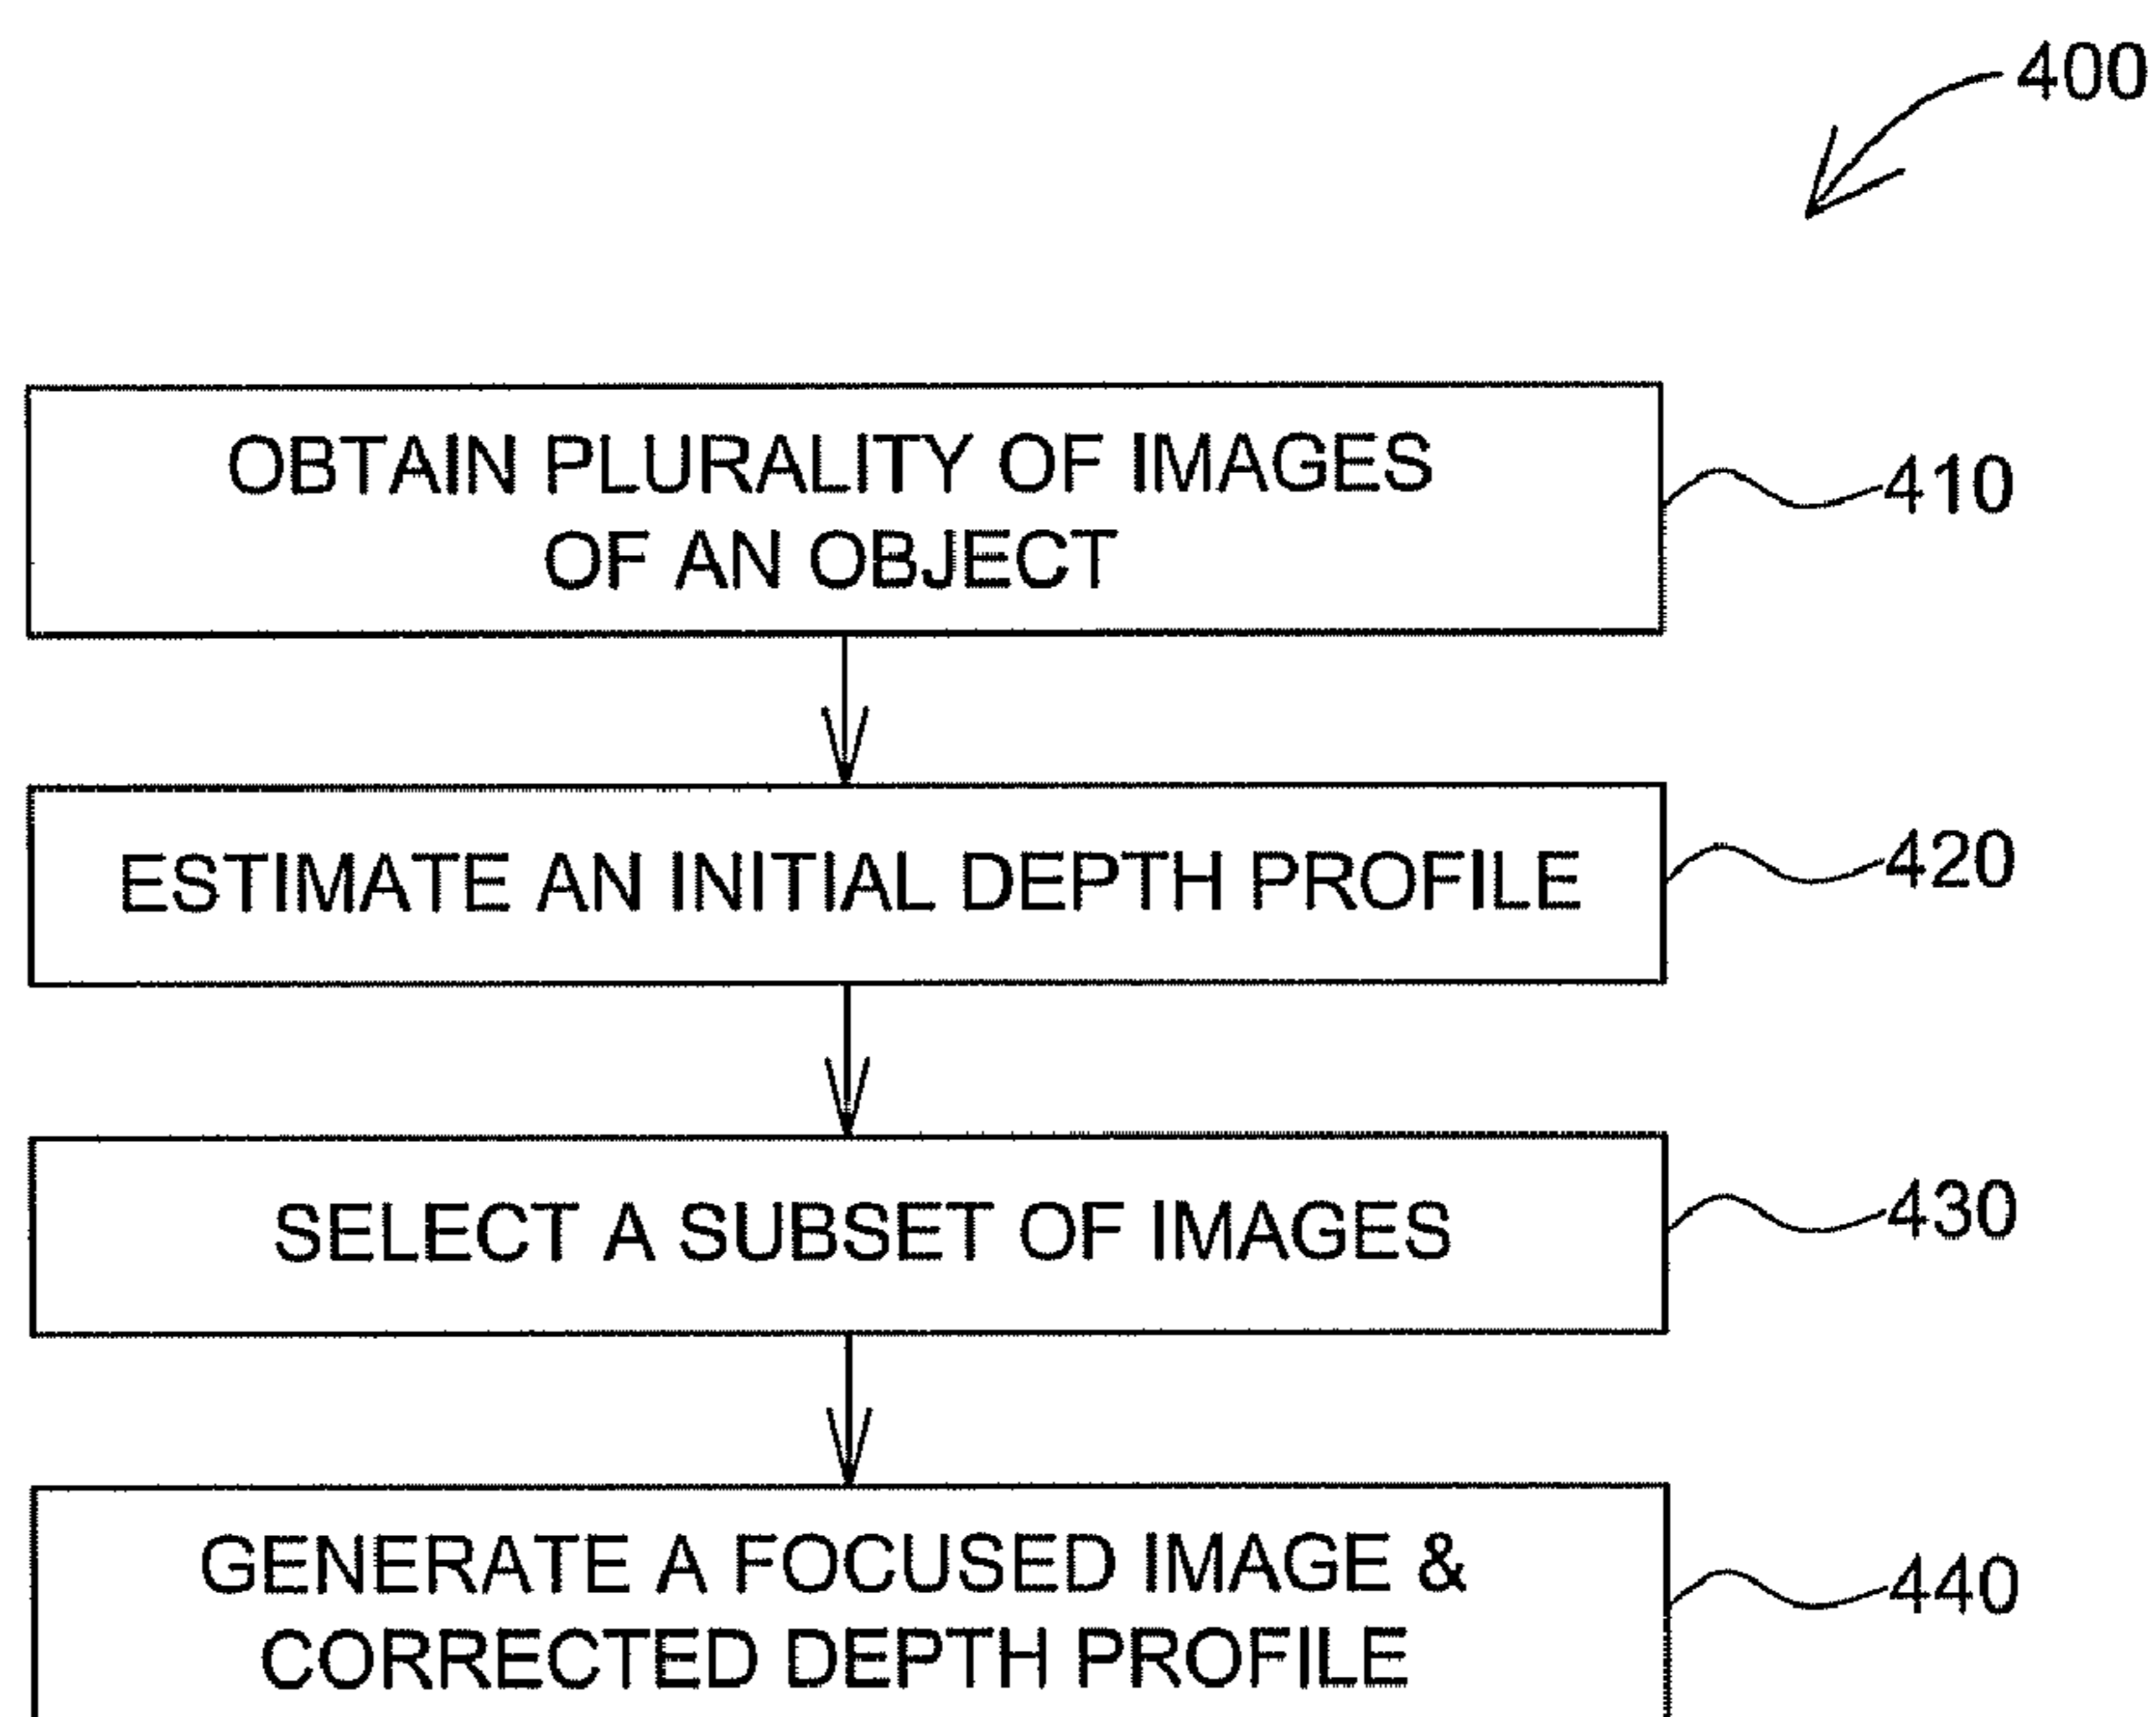 400
OBTAIN PLURALITY OF IMAGES
OF AN OBJECT
410
ESTIMATE AN INITIAL DEPTH PROFILE
420
SELECT A SUBSET OF IMAGES
430
GENERATE A FOCUSED IMAGE &
CORRECTED DEPTH PROFILE
440